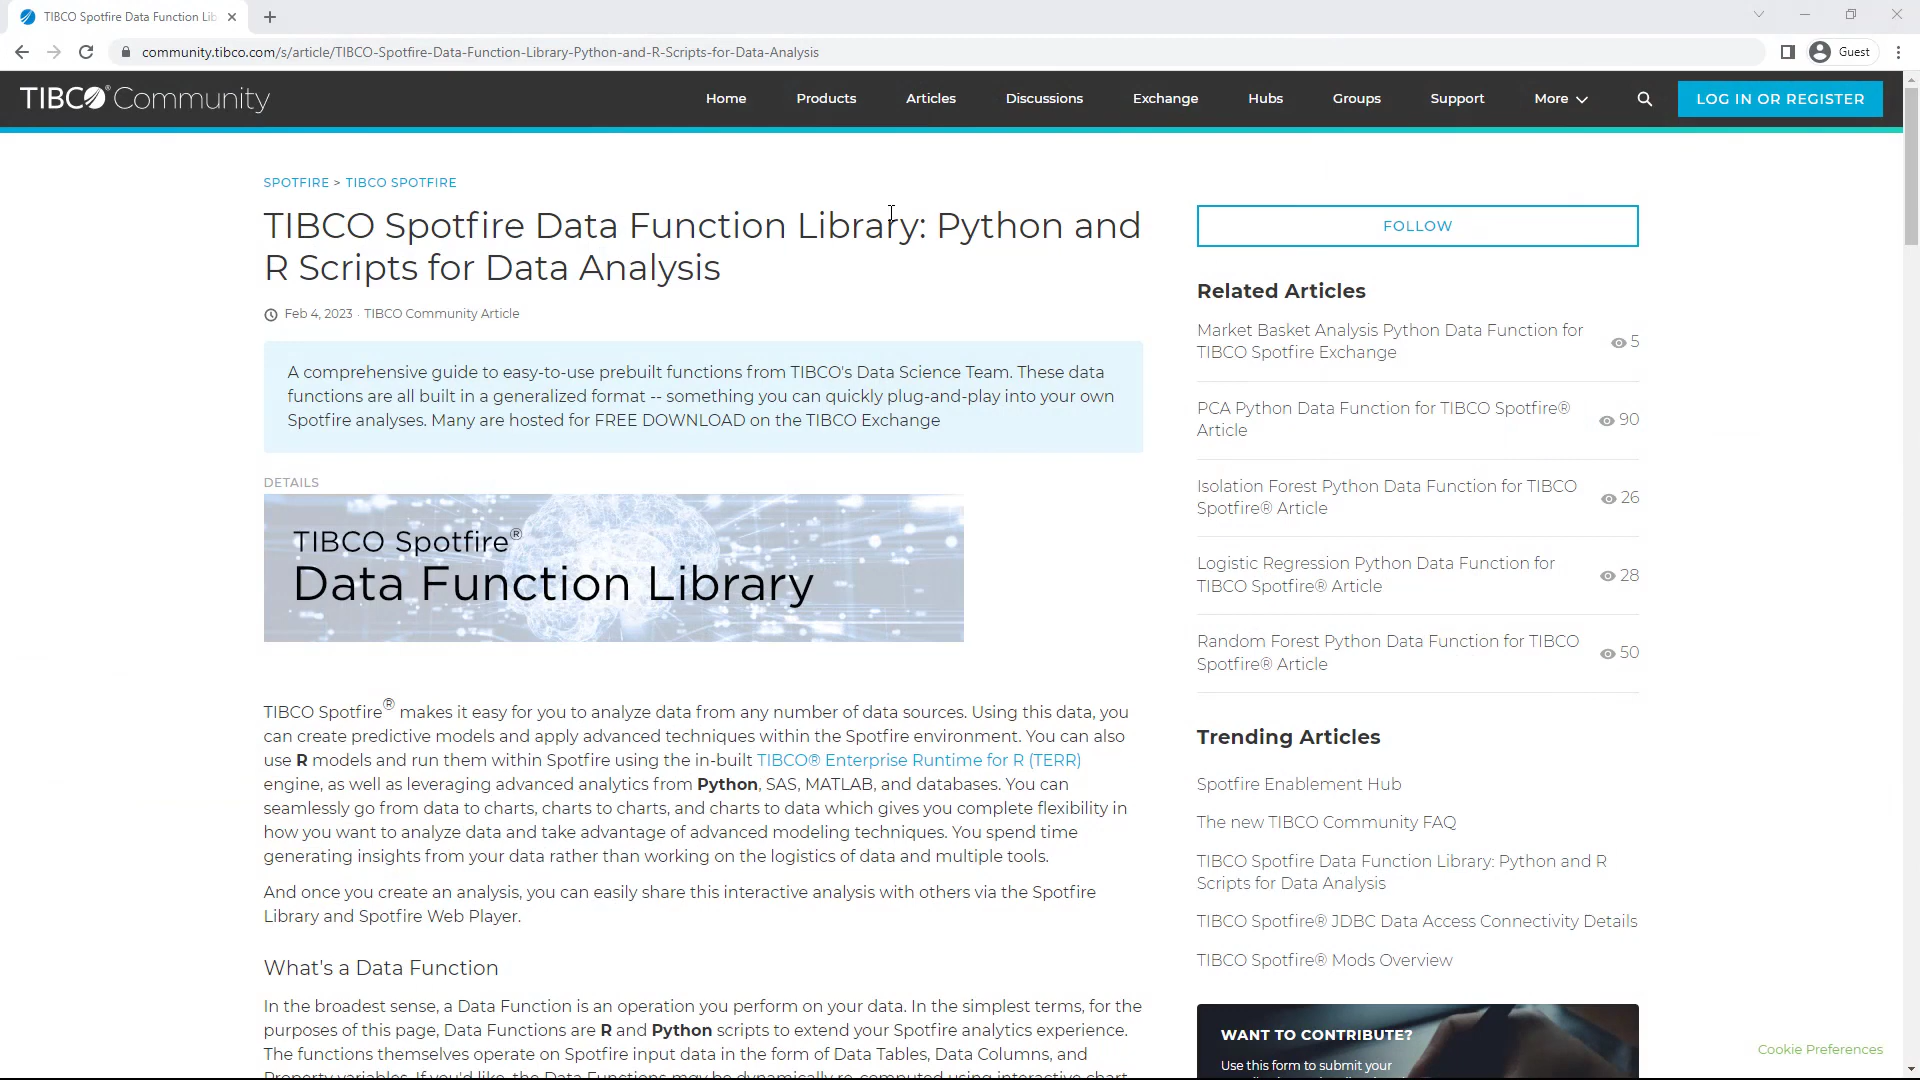 TIBCO Spotfire Data Function Lib
community.tibco.com/s/article/TIBCO-Spotfire-Data-Function-Library-Python-and-R-Scripts-for-Data-Analysis
Guest
TIBCO® Community
Home Products Articles Discussions Exchange Hubs Groups Support More LOG IN OR REGISTER
SPOTFIRE > TIBCO SPOTFIRE
TIBCO Spotfire Data Function Library: Python and
R Scripts for Data Analysis
Feb 4, 2023 · TIBCO Community Article
A comprehensive guide to easy-to-use prebuilt functions from TIBCO's Data Science Team. These data
functions are all built in a generalized format -- something you can quickly plug-and-play into your own
Spotfire analyses. Many are hosted for FREE DOWNLOAD on the TIBCO Exchange
DETAILS
TIBCO Spotfire®
Data Function Library
TIBCO Spotfire® makes it easy for you to analyze data from any number of data sources. Using this data, you
can create predictive models and apply advanced techniques within the Spotfire environment. You can also
use R models and run them within Spotfire using the in-built TIBCO® Enterprise Runtime for R (TERR)
engine, as well as leveraging advanced analytics from Python, SAS, MATLAB, and databases. You can
seamlessly go from data to charts, charts to charts, and charts to data which gives you complete flexibility in
how you want to analyze data and take advantage of advanced modeling techniques. You spend time
generating insights from your data rather than working on the logistics of data and multiple tools.
And once you create an analysis, you can easily share this interactive analysis with others via the Spotfire
Library and Spotfire Web Player.
What's a Data Function
In the broadest sense, a Data Function is an operation you perform on your data. In the simplest terms, for the
purposes of this page, Data Functions are R and Python scripts to extend your Spotfire analytics experience.
The functions themselves operate on Spotfire input data in the form of Data Tables, Data Columns, and
Property variables. If you'd like, the Data Functions may be dynamically re-computed using interactive chart
FOLLOW
Related Articles
Market Basket Analysis Python Data Function for
TIBCO Spotfire Exchange
5
PCA Python Data Function for TIBCO Spotfire®
Article
90
Isolation Forest Python Data Function for TIBCO
Spotfire® Article
26
Logistic Regression Python Data Function for
TIBCO Spotfire® Article
28
Random Forest Python Data Function for TIBCO
Spotfire® Article
50
Trending Articles
Spotfire Enablement Hub
The new TIBCO Community FAQ
TIBCO Spotfire Data Function Library: Python and R
Scripts for Data Analysis
TIBCO Spotfire® JDBC Data Access Connectivity Details
TIBCO Spotfire® Mods Overview
WANT TO CONTRIBUTE?
Use this form to submit your
Cookie Preferences